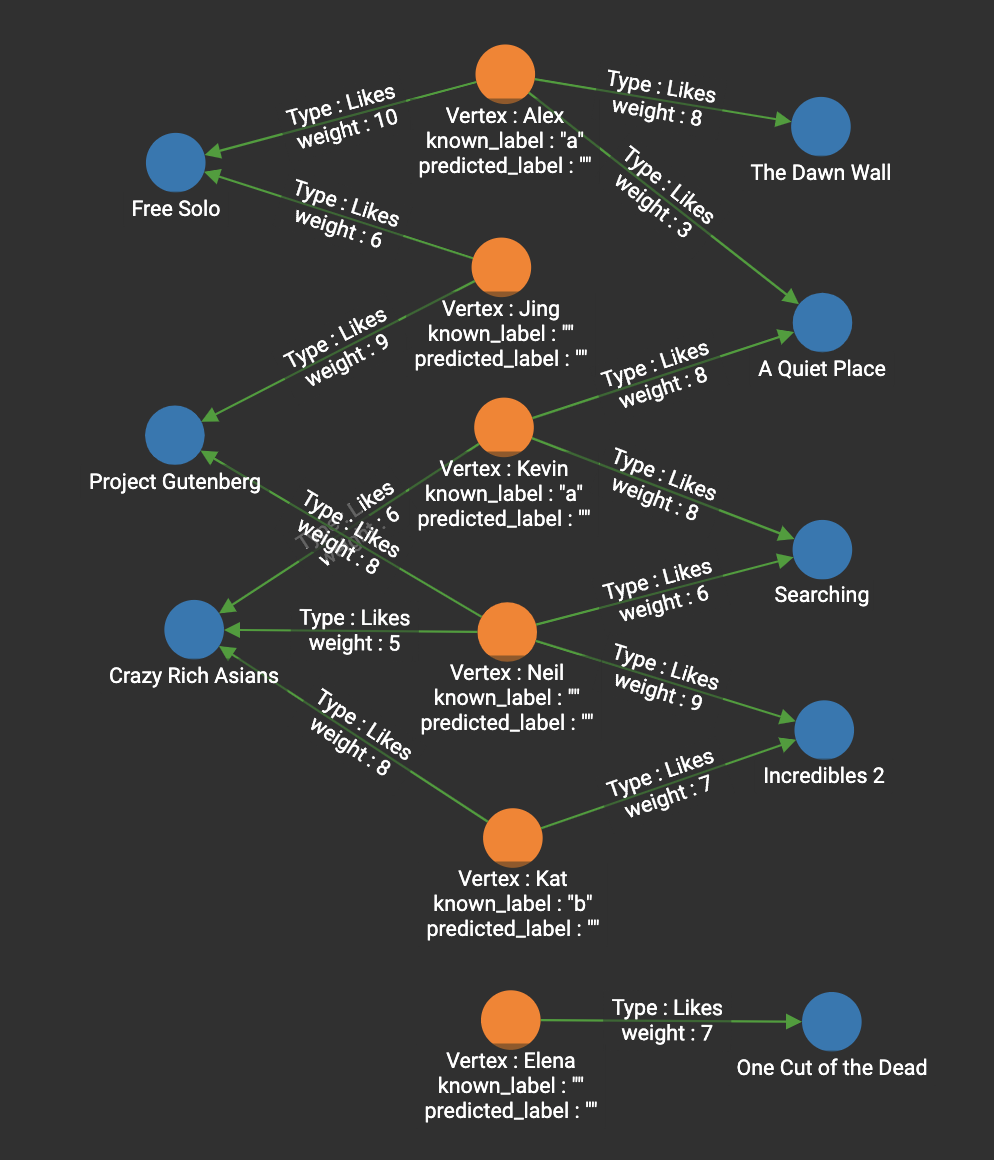 Type : Likes
weight : 10
Type : Likes
weight : 8
Vertex : Alex
known_label : "a"
predicted_label : ""
The Dawn Wall
Type : Likes
weight : 3
Free Solo
Type : Likes
weight : 6
Vertex : Jing
known_label : ""
predicted_label : ""
Type : Likes
weight : 9
Type : Likes
weight : 8
A Quiet Place
Vertex : Kevin
known_label : "a"
predicted_label : ""
Project Gutenberg
Type : Likes
weight : 8
Likes
: 6
Type : Likes
weight : 8
Type : Likes
weight : 6
Searching
Type : Likes
weight : 5
Crazy Rich Asians
Vertex : Neil
known_label : ""
predicted_label : ""
Type : Likes
weight : 9
Type : Likes
weight : 8
Type : Likes
weight : 7
Incredibles 2
Vertex : Kat
known_label : "b"
predicted_label : ""
Type : Likes
weight : 7
Vertex : Elena
known_label : ""
predicted_label : ""
One Cut of the Dead